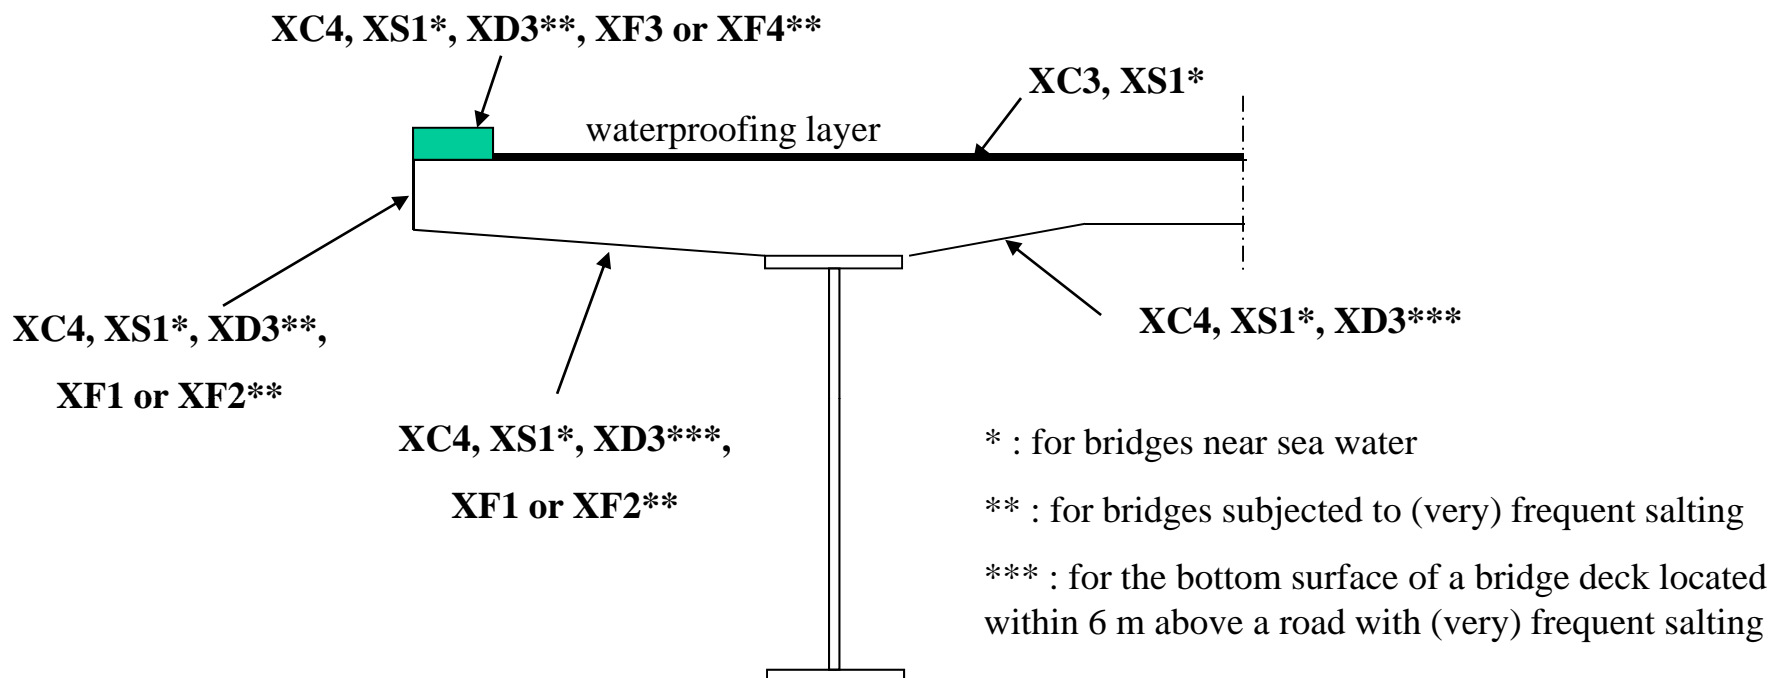 XC4, XS1*, XD3**, XF3 or XF4**
XC3, XS1*
waterproofing layer
XC4, XS1*, XD3**,
XF1 or XF2**
XC4, XS1*, XD3***,
XF1 or XF2**
XC4, XS1*, XD3***
* : for bridges near sea water
** : for bridges subjected to (very) frequent salting
*** : for the bottom surface of a bridge deck located
within 6 m above a road with (very) frequent salting